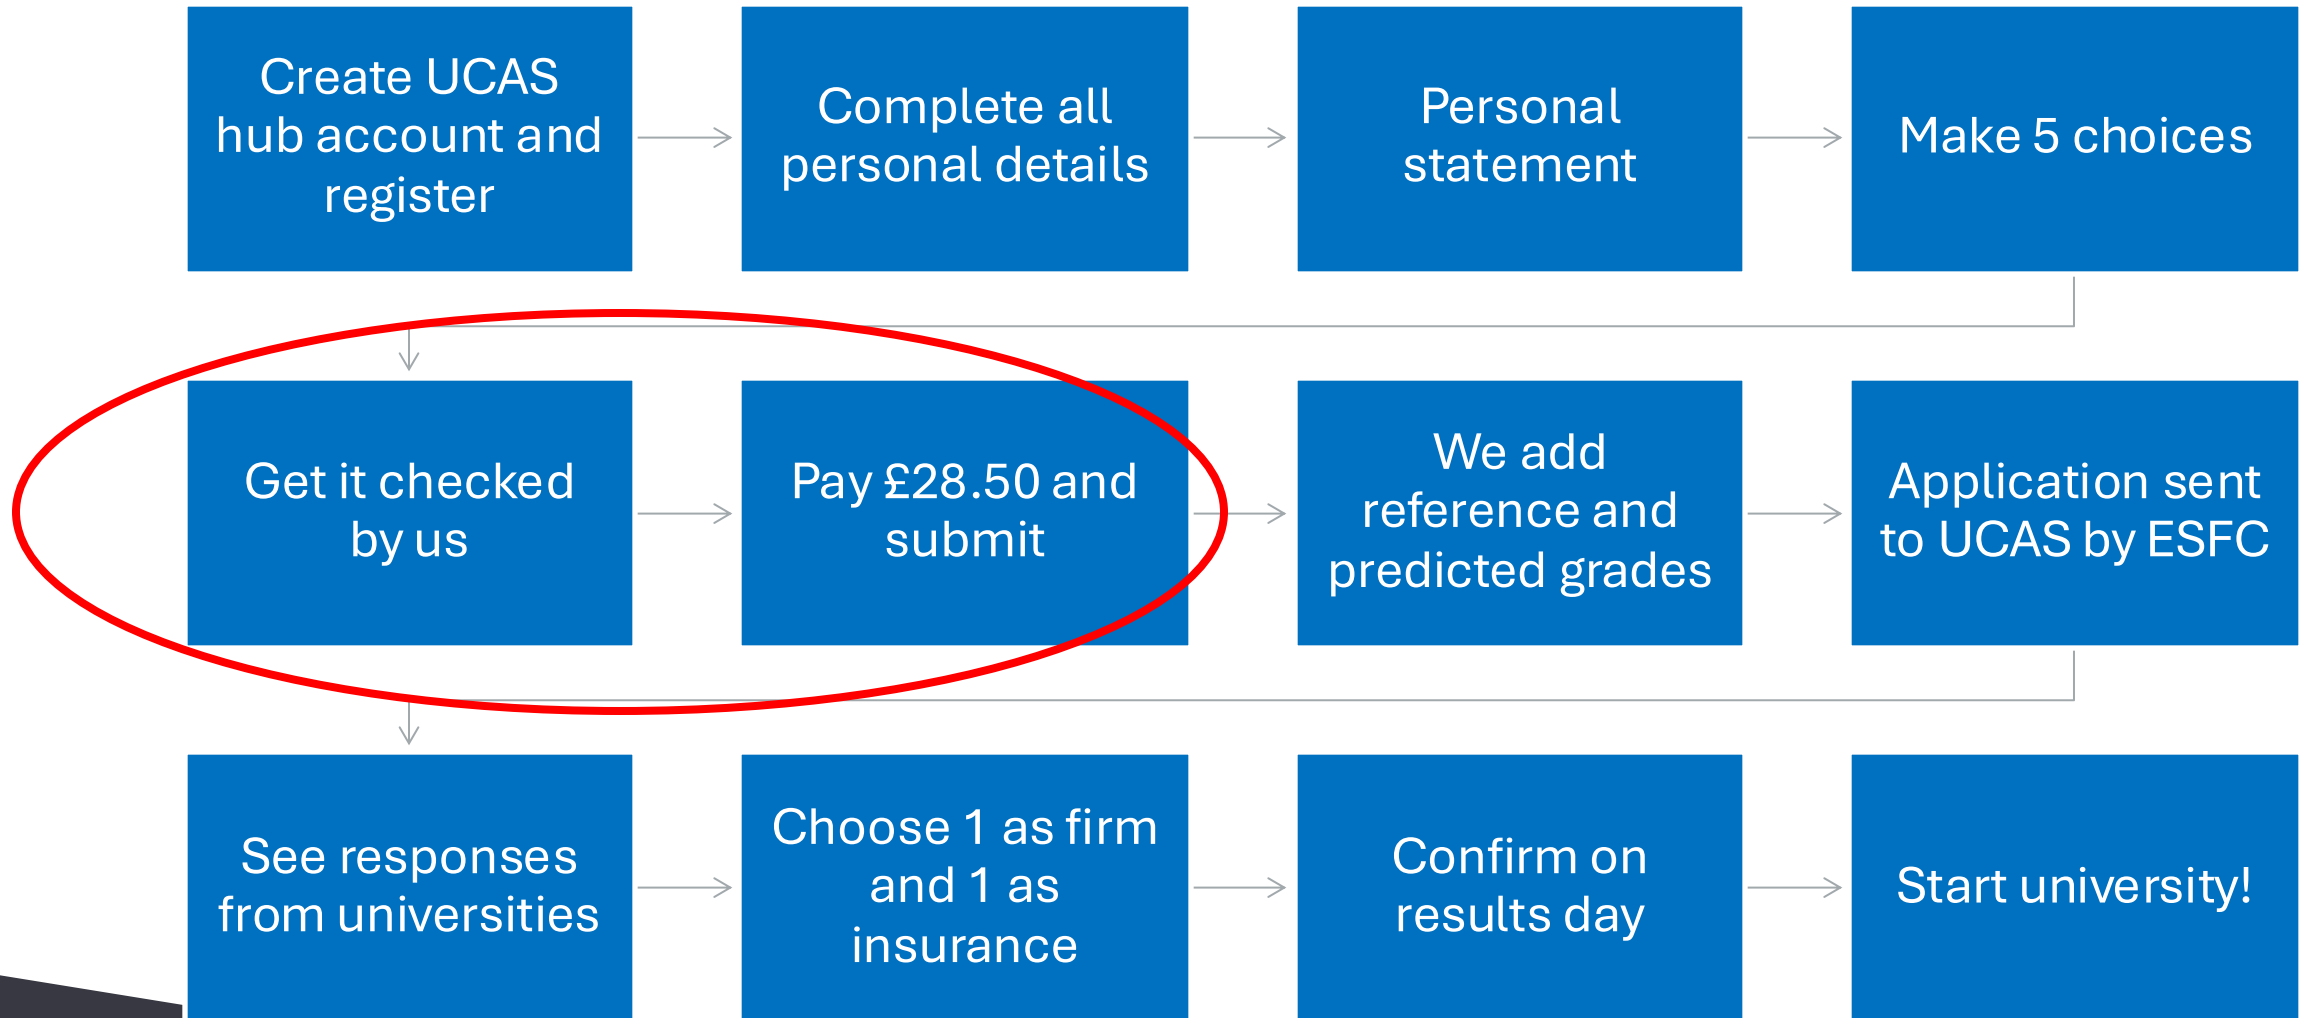 Create UCAS
hub account and
register
Complete all
personal details
Personal
statement
Make 5 choices
Get it checked
by us
Pay £28.50 and
submit
We add
reference and
predicted grades
Application sent
to UCAS by ESFC
See responses
from universities
Choose 1 as firm
and 1 as
insurance
Confirm on
results day
Start university!